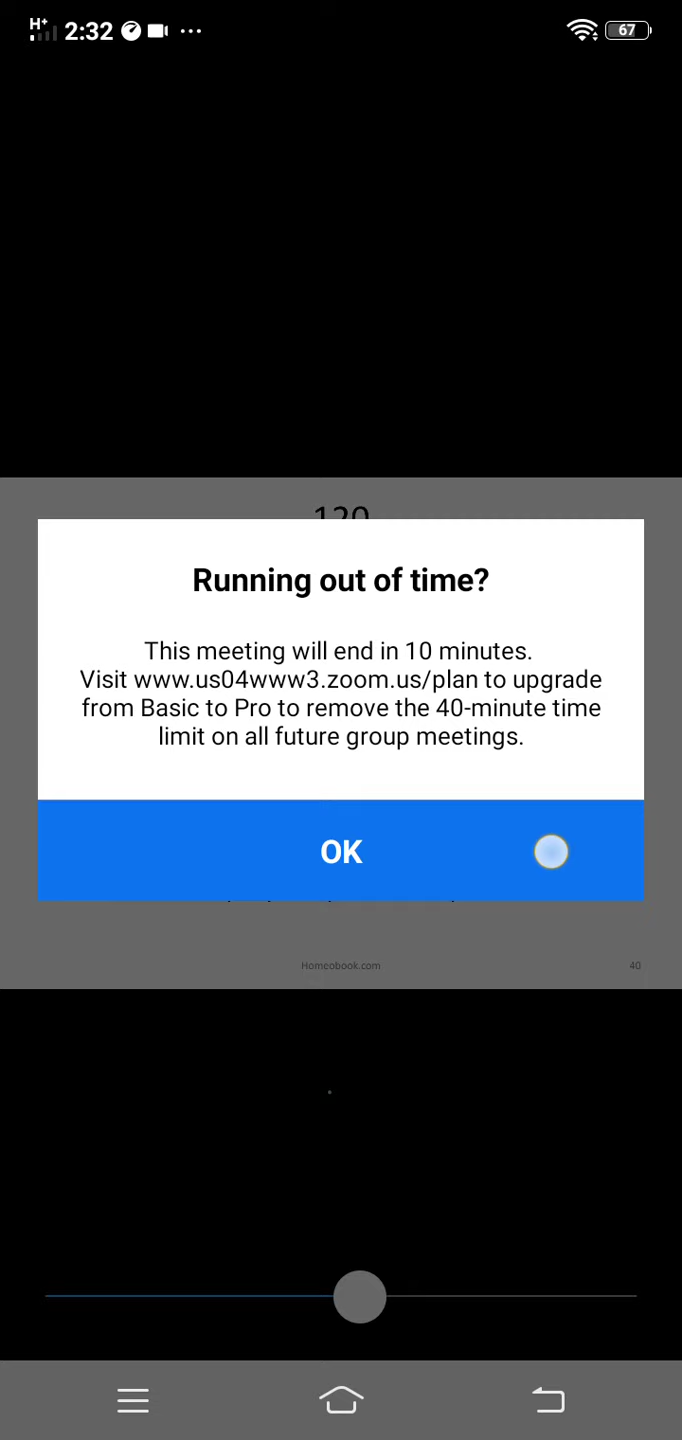 H+ 2:32 67
120
Running out of time?
This meeting will end in 10 minutes.
Visit www.us04www3.zoom.us/plan to upgrade
from Basic to Pro to remove the 40-minute time
limit on all future group meetings.
OK
Homeobook.com 40